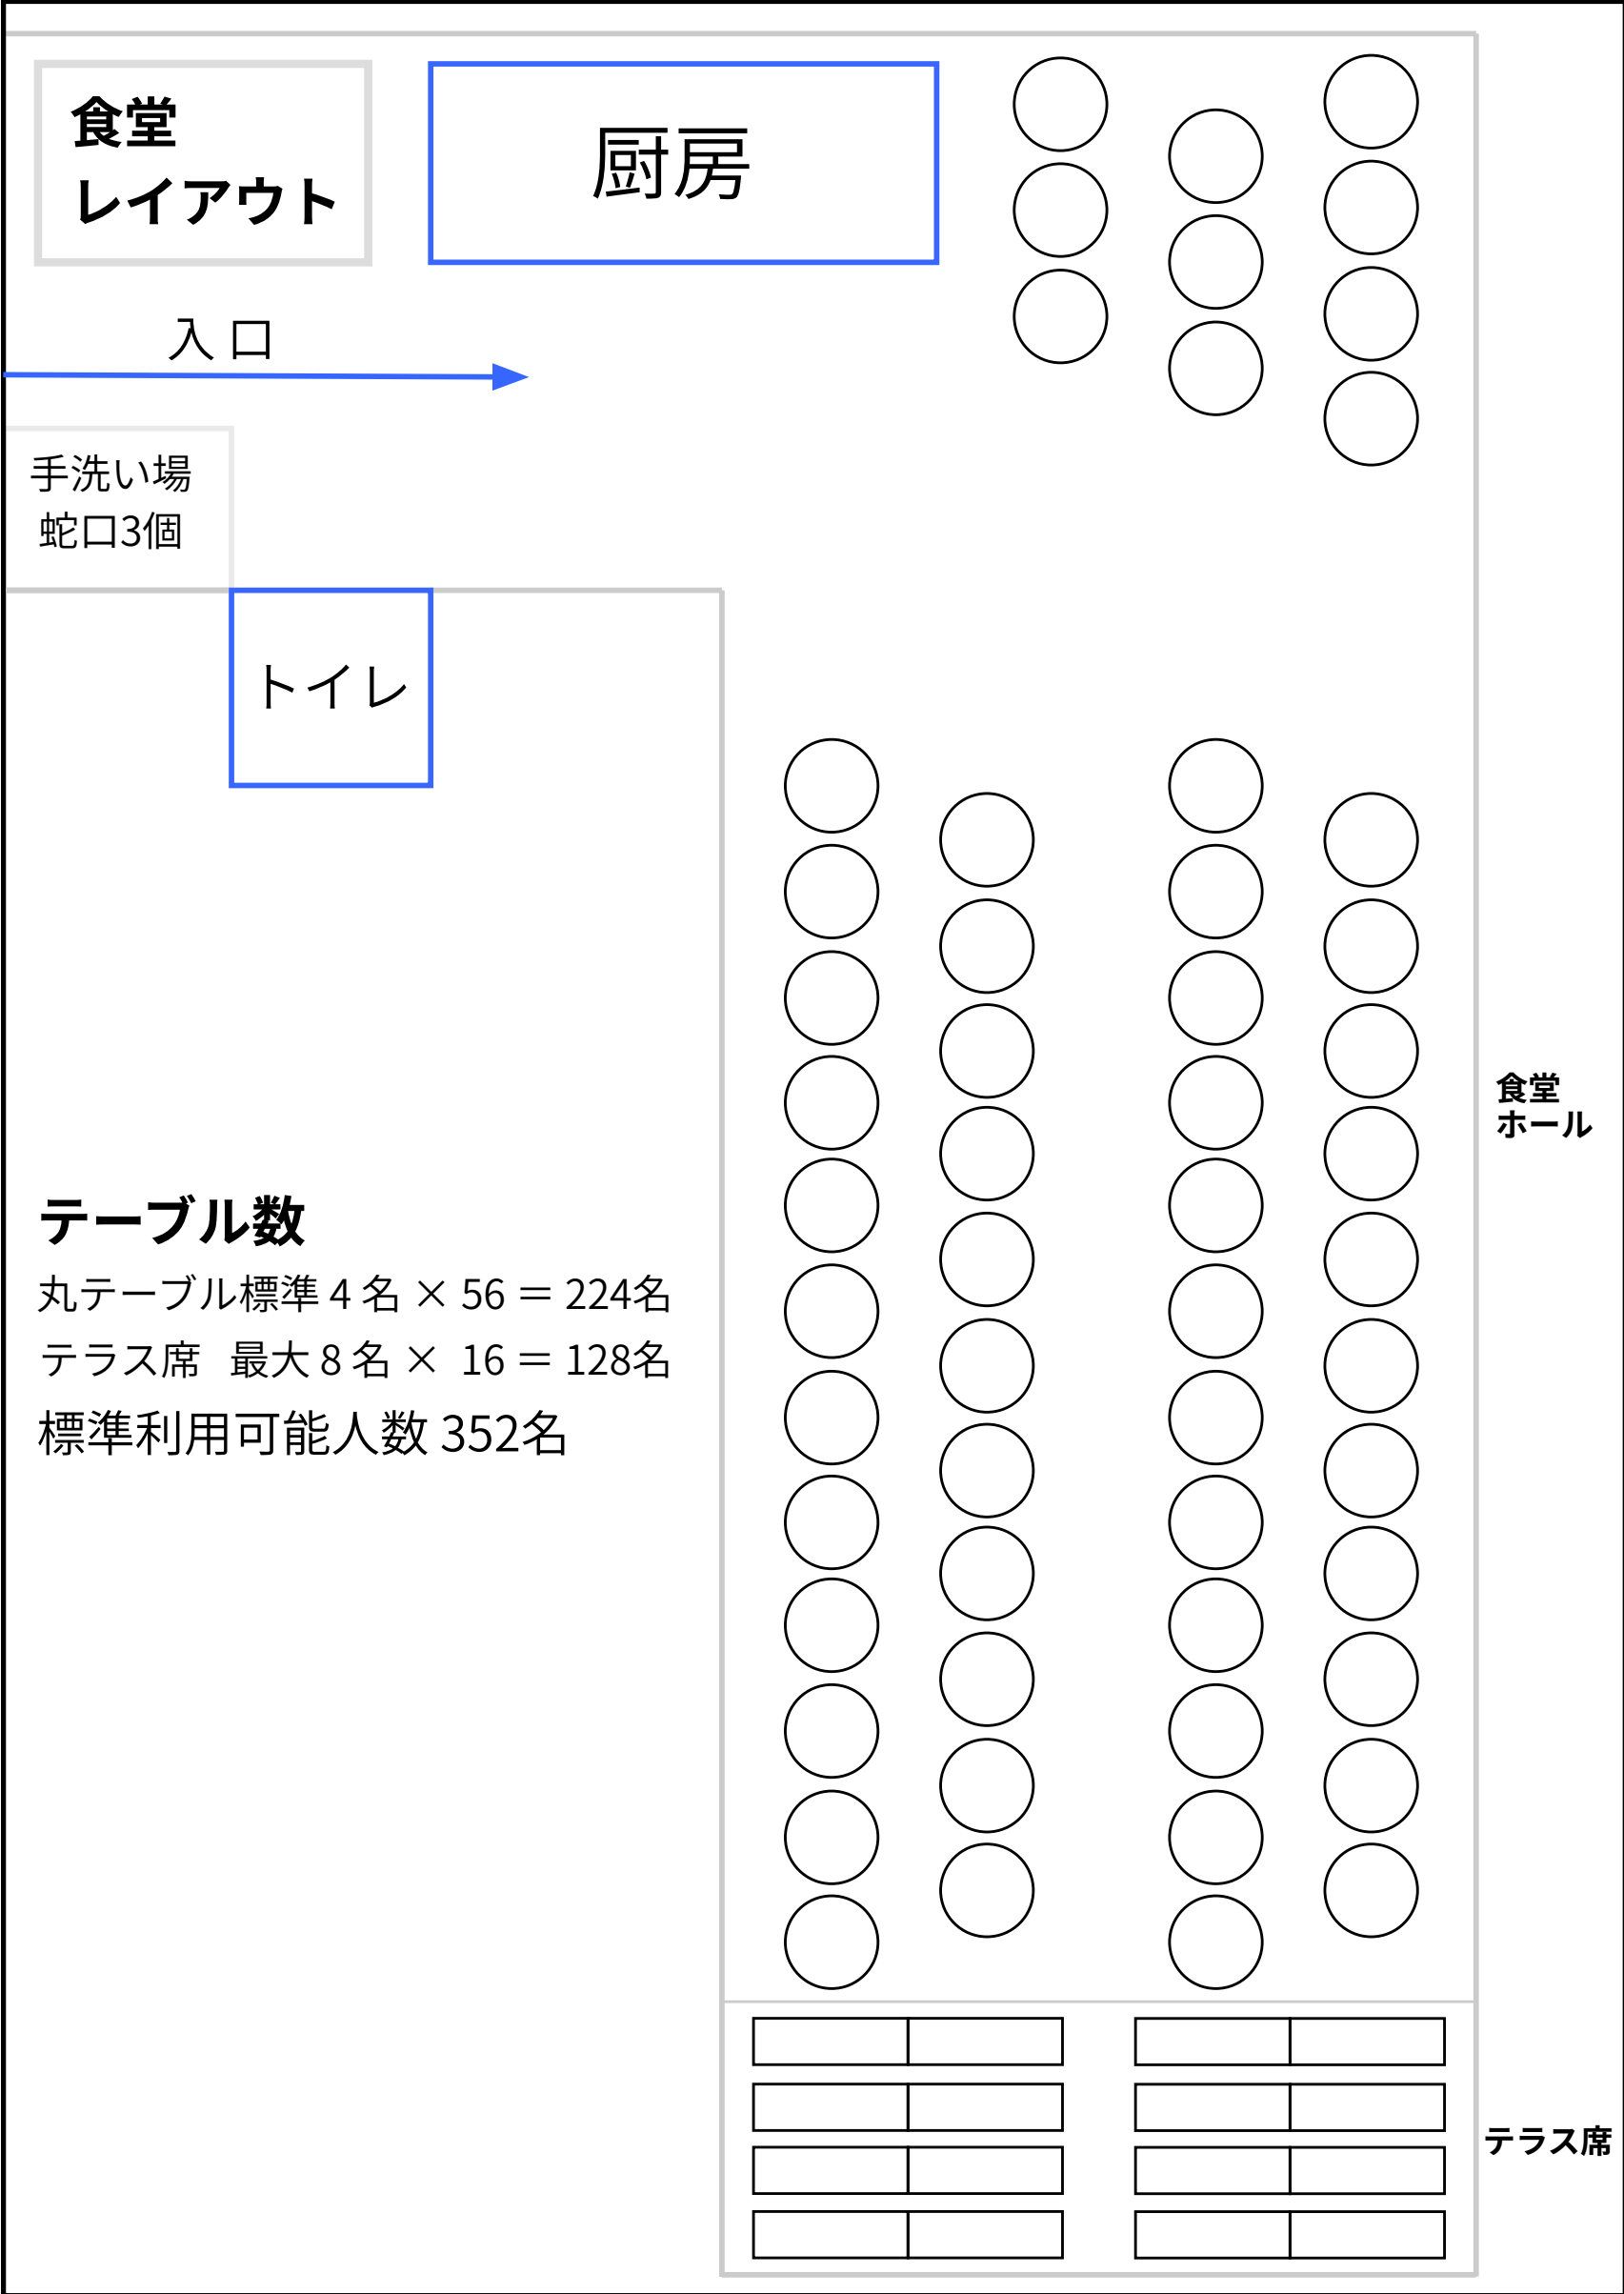 食堂
レイアウト
厨房
入口
手洗い場
蛇口3個
トイレ
食堂
ホール
テーブル数
丸テーブル標準 4 名 × 56 = 224名
テラス席 最大 8 名 × 16 = 128名
標準利用可能人数 352名
テラス席